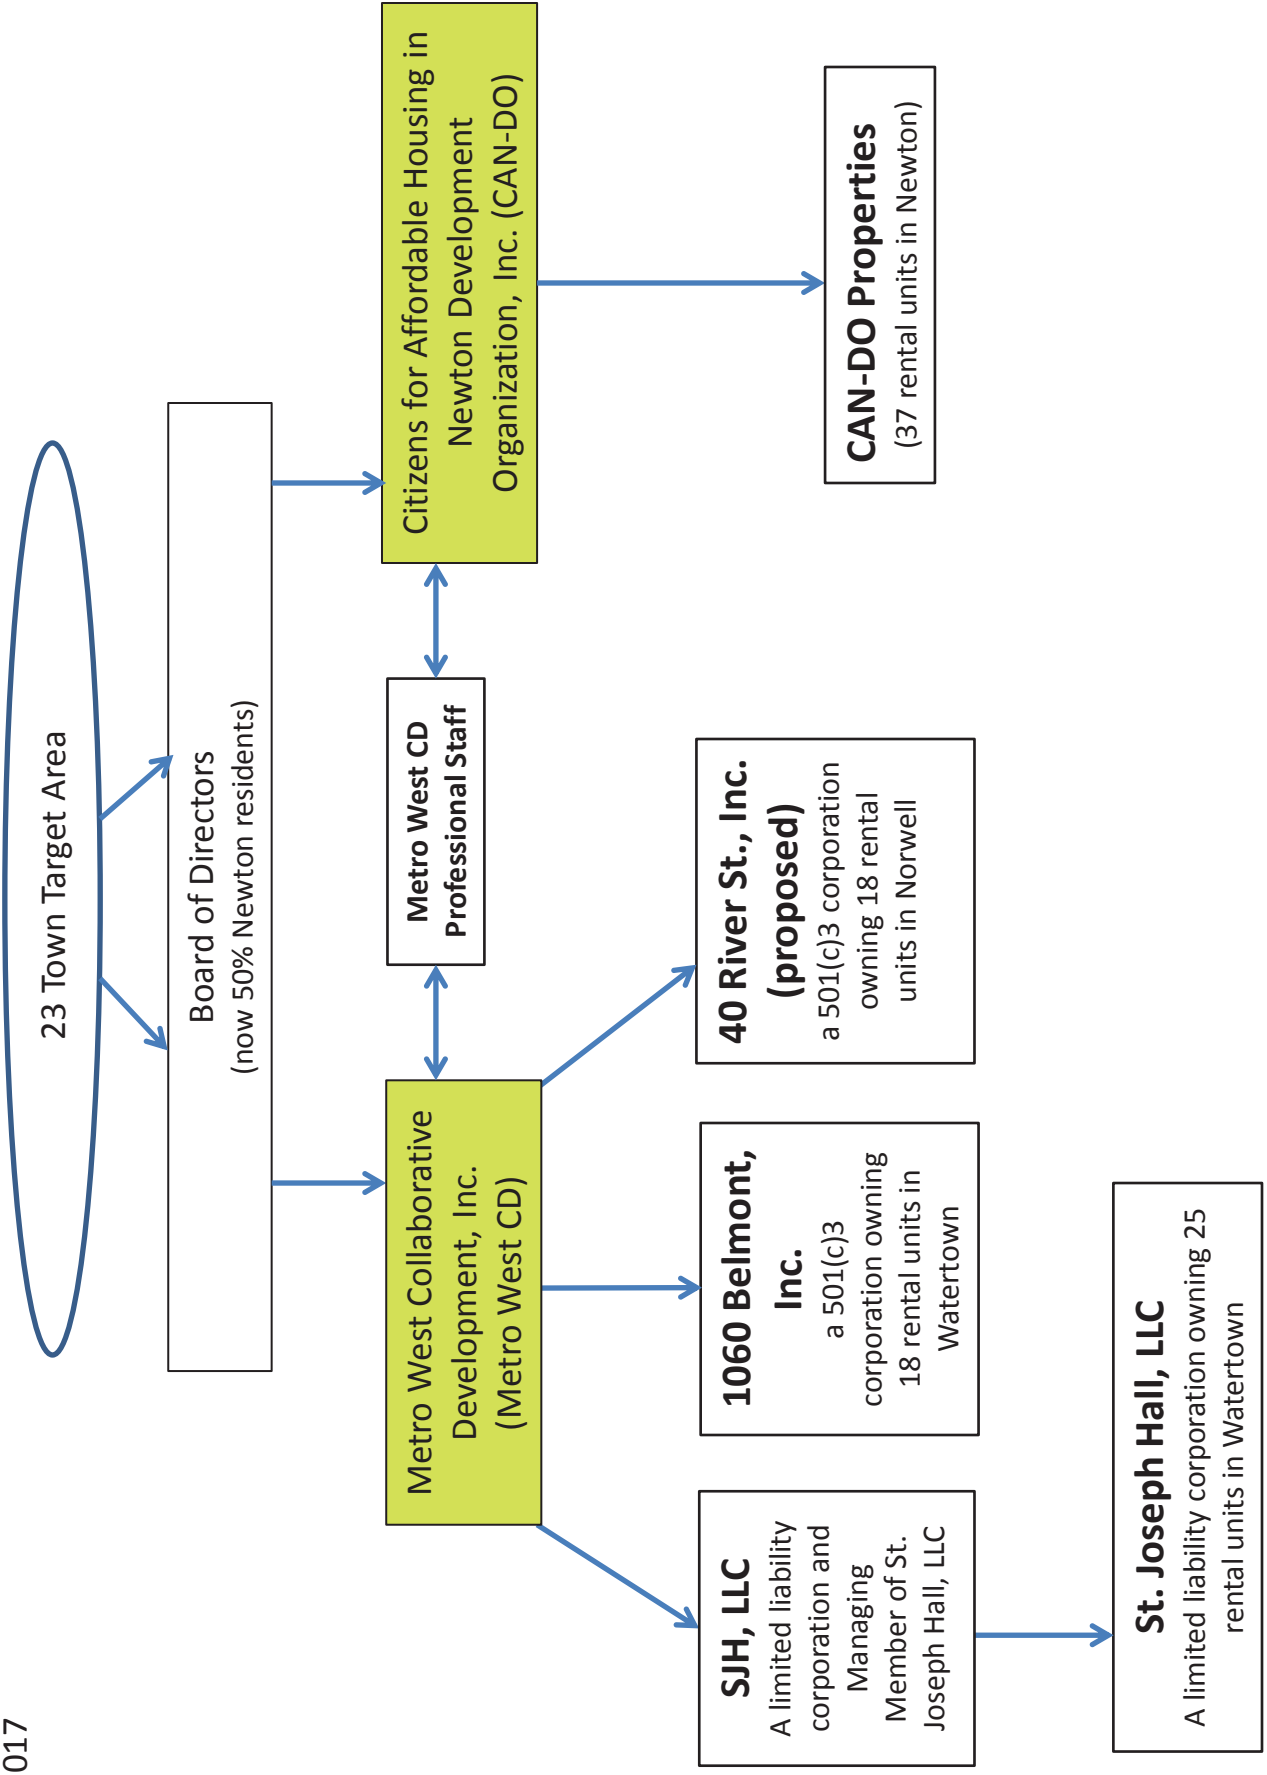 017
23 Town Target Area
Board of Directors
(now 50% Newton residents)
Metro West Collaborative
Development, Inc.
(Metro West CD)
Metro West CD
Professional Staff
Citizens for Affordable Housing in
Newton Development
Organization, Inc. (CAN-DO)
SJH, LLC
A limited liability
corporation and
Managing
Member of St.
Joseph Hall, LLC
1060 Belmont,
Inc.
a 501(c)3
corporation owning
18 rental units in
Watertown
40 River St., Inc.
(proposed)
a 501(c)3 corporation
owning 18 rental
units in Norwell
CAN-DO Properties
(37 rental units in Newton)
St. Joseph Hall, LLC
A limited liability corporation owning 25
rental units in Watertown